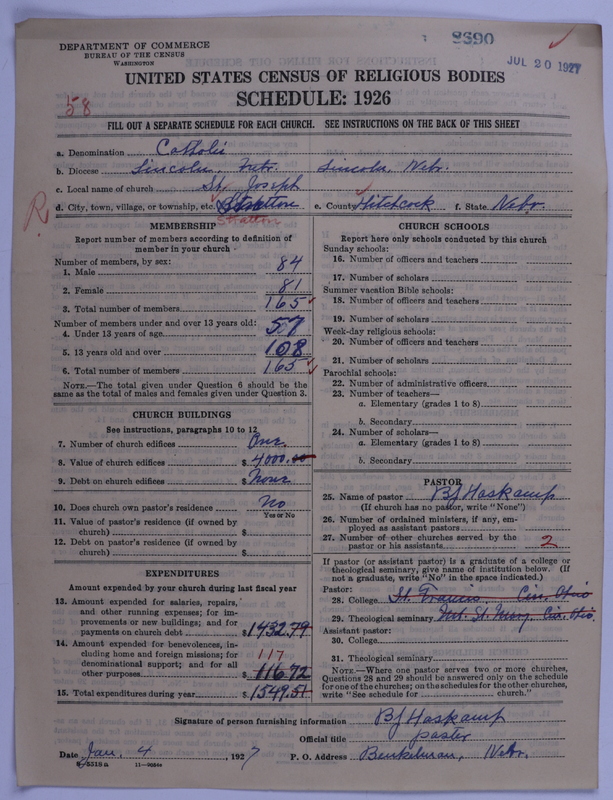 DEPARTMENT OF COMMERCE
BUREAU OF THE CENSUS
WASHINGTON
8690
JUL 20 1927
UNITED STATES CENSUS OF RELIGIOUS BODIES
SCHEDULE: 1926
58
FILL OUT A SEPARATE SCHEDULE FOR EACH CHURCH. SEE INSTRUCTIONS ON THE BACK OF THIS SHEET
a. Denomination Catholic
b. Diocese Lincoln, Nebr. Lincoln, Nebr.
c. Local name of church St. Joseph
R
d. City, town, village, or township, etc. Stratton e. County Hitchcock f. State Nebr.
Stratton
MEMBERSHIP
Report number of members according to definition of
member in your church
Number of members, by sex:
1. Male 84
2. Female 81
3. Total number of members 165
Number of members under and over 13 years old:
4. Under 13 years of age 57
5. 13 years old and over 108
6. Total number of members 165
NOTE.—The total given under Question 6 should be the
same as the total of males and females given under Question 3.
CHURCH BUILDINGS
See instructions, paragraphs 10 to 12
7. Number of church edifices One
8. Value of church edifices $ 4000.00
9. Debt on church edifices $ None
10. Does church own pastor's residence? No
Yes or No
11. Value of pastor's residence (if owned by
church) $
12. Debt on pastor's residence (if owned by
church) $
EXPENDITURES
Amount expended by your church during last fiscal year
13. Amount expended for salaries, repairs,
and other running expenses; for im-
provements or new buildings; and for
payments on church debt $ 1432.79
14. Amount expended for benevolences, in-
cluding home and foreign missions; for
denominational support; and for all
other purposes 117 $ 116.72
15. Total expenditures during year $ 1549.51
CHURCH SCHOOLS
Report here only schools conducted by this church
Sunday schools:
16. Number of officers and teachers
17. Number of scholars
Summer vacation Bible schools:
18. Number of officers and teachers
19. Number of scholars
Week-day religious schools:
20. Number of officers and teachers
21. Number of scholars
Parochial schools:
22. Number of administrative officers
23. Number of teachers—
a. Elementary (grades 1 to 8)
b. Secondary
24. Number of scholars—
a. Elementary (grades 1 to 8)
b. Secondary
PASTOR
25. Name of pastor BJ Haskamp
(If church has no pastor, write "None")
26. Number of ordained ministers, if any, em-
ployed as assistant pastors
27. Number of other churches served by the
pastor or his assistants 2
If pastor (or assistant pastor) is a graduate of a college or
theological seminary, give name of institution below. (If
not a graduate, write "No" in the space indicated.)
Pastor:
28. College St. Francis, Cin. Ohio
29. Theological seminary Mt. St. Mary, Cin. Ohio.
Assistant pastor:
30. College
31. Theological seminary
NOTE.—Where one pastor serves two or more churches,
Questions 28 and 29 should be answered only on the schedule
for one of the churches; on the schedules for the other churches,
write "See schedule for church."
Signature of person furnishing information BJ Haskamp
Official title pastor
Date Jan. 4, 1927 P. O. Address Benkelman, Nebr.
8-5518 a 11-9084